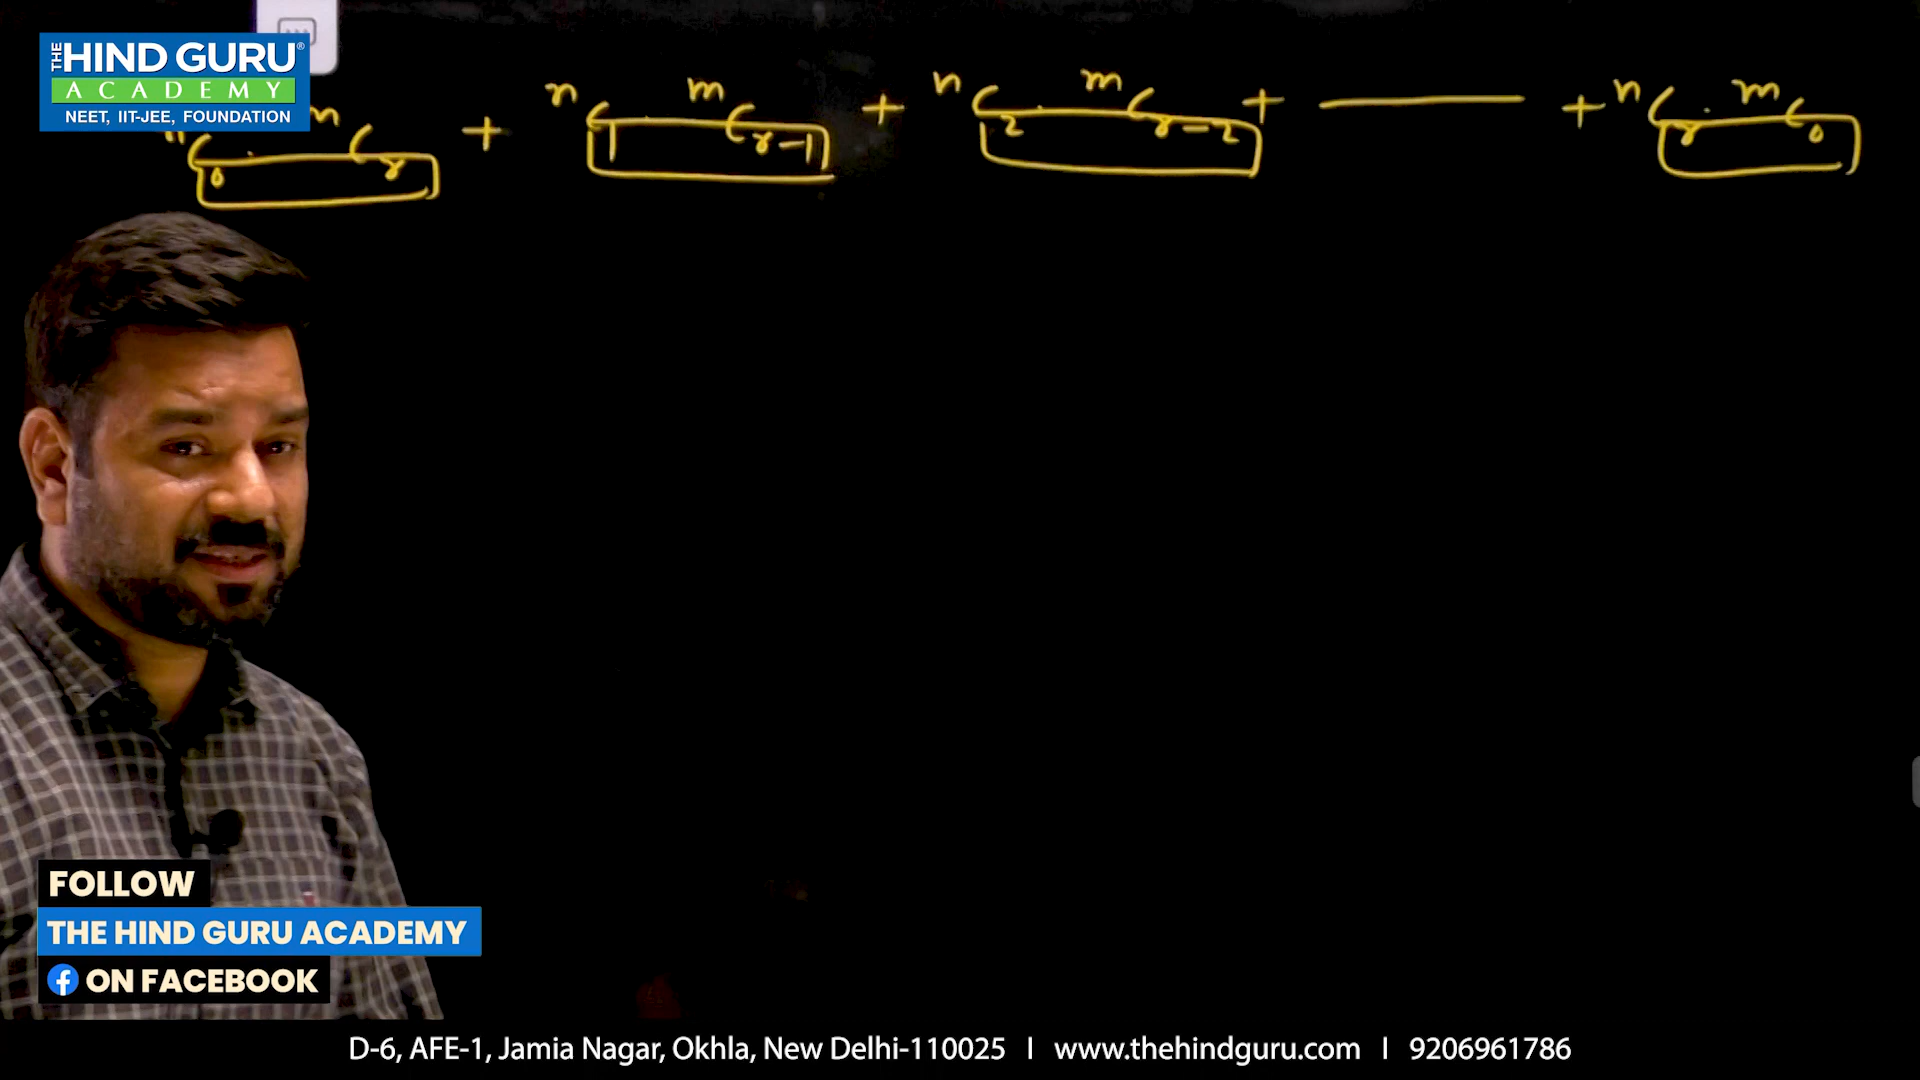 THE HIND GURU®
ACADEMY
NEET, IIT-JEE, FOUNDATION
ⁿC₀ · ᵐCᵣ + ⁿC₁ ᵐCᵣ₋₁ + ⁿC₂ · ᵐCᵣ₋₂ + ——— + ⁿCᵣ · ᵐC₀
FOLLOW
THE HIND GURU ACADEMY
ON FACEBOOK
D-6, AFE-1, Jamia Nagar, Okhla, New Delhi-110025 | www.thehindguru.com | 9206961786